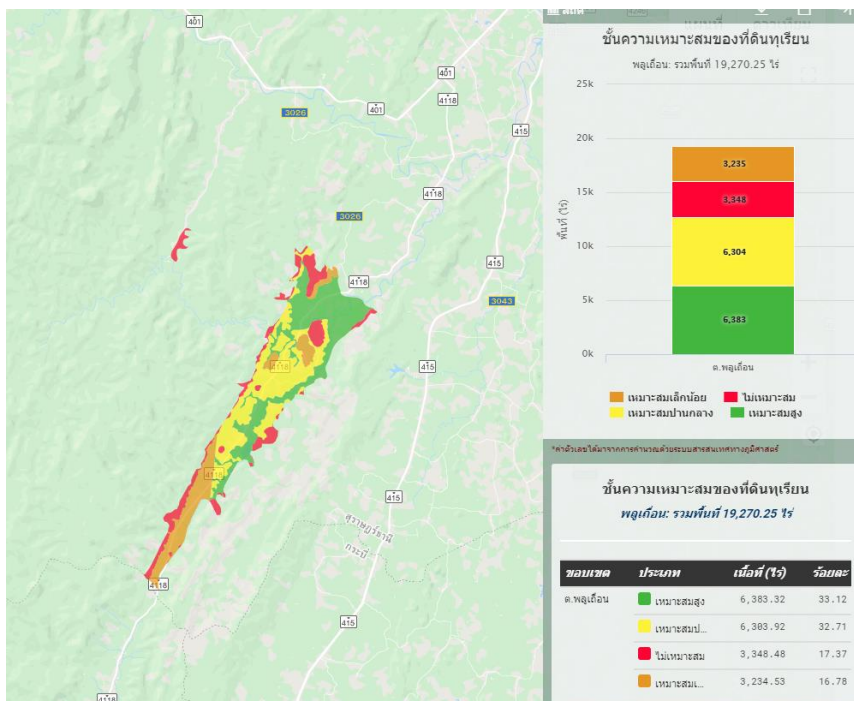 401
4118
415
3026
3043
สุราษฎร์ธานี
กระบี่
ชั้นความเหมาะสมของที่ดินทุเรียน
พลูเถื่อน: รวมพื้นที่ 19,270.25 ไร่
25k
20k
15k
10k
5k
0k
พื้นที่ (ไร่)
3,235
3,348
6,304
6,383
ต.พลูเถื่อน
เหมาะสมเล็กน้อย ไม่เหมาะสม
เหมาะสมปานกลาง เหมาะสมสูง
*ค่าตัวเลขได้มาจากการคำนวณด้วยระบบสารสนเทศทางภูมิศาสตร์
ชั้นความเหมาะสมของที่ดินทุเรียน
พลูเถื่อน: รวมพื้นที่ 19,270.25 ไร่
ขอบเขต ประเภท เนื้อที่ (ไร่) ร้อยละ
ต.พลูเถื่อน เหมาะสมสูง 6,383.32 33.12
เหมาะสมป... 6,303.92 32.71
ไม่เหมาะสม 3,348.48 17.37
เหมาะสมเ... 3,234.53 16.78